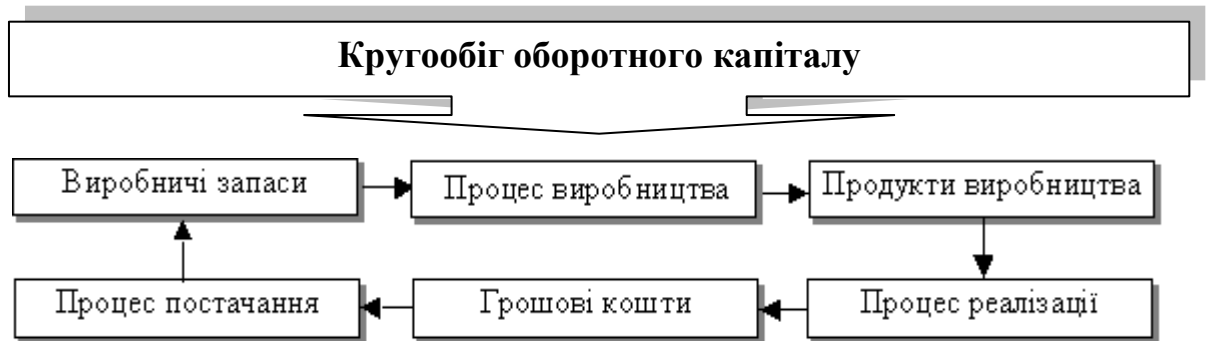 Кругообіг оборотного капіталу
Виробничі запаси
Процес виробництва
Продукти виробництва
Процес постачання
Грошові кошти
Процес реалізації